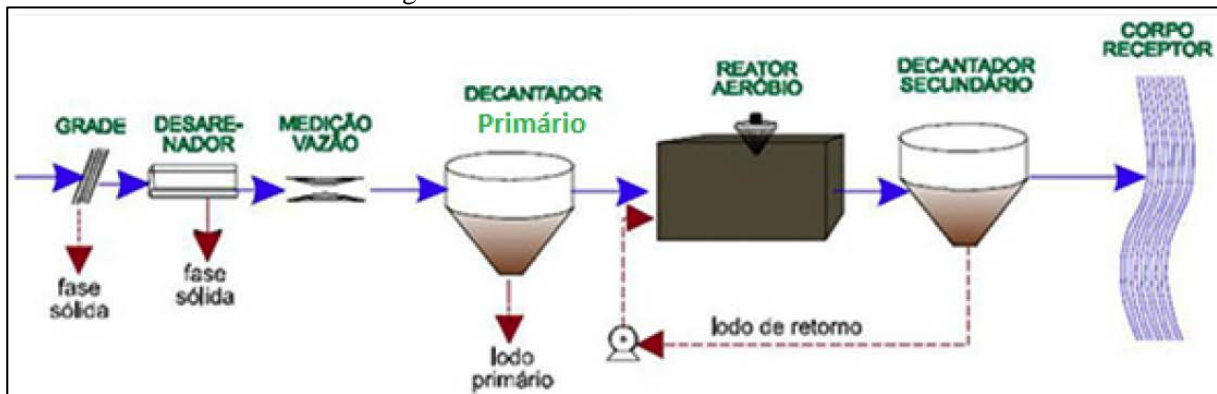 GRADE
DESARE-
NADOR
MEDIÇÃO
VAZÃO
DECANTADOR
Primário
REATOR
AERÓBIO
DECANTADOR
SECUNDÁRIO
CORPO
RECEPTOR
fase
sólida
fase
sólida
lodo
primário
lodo de retorno